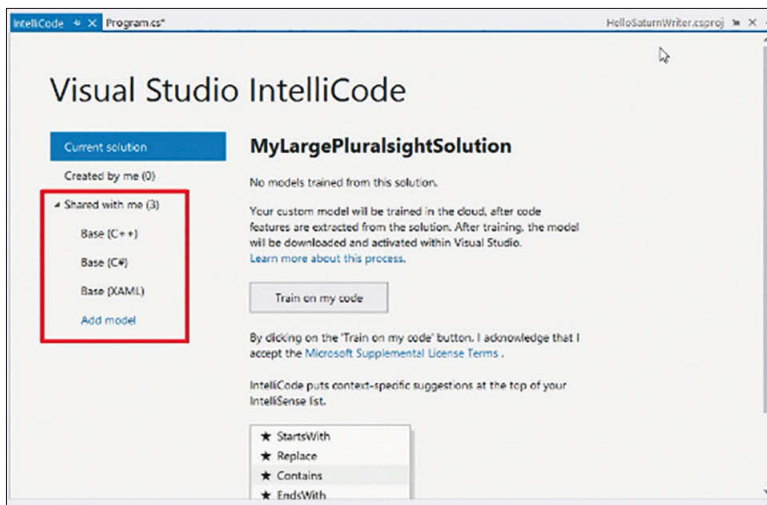 IntelliCode
Program.cs*
HelloSaturnWriter.csproj
Visual Studio IntelliCode
Current solution
Created by me (0)
Shared with me (3)
Base (C++)
Base (C#)
Base (XAML)
Add model
MyLargePluralsightSolution
No models trained from this solution.
Your custom model will be trained in the cloud, after code
features are extracted from the solution. After training, the model
will be downloaded and activated within Visual Studio.
Learn more about this process.
Train on my code
By clicking on the 'Train on my code' button, I acknowledge that I
accept the Microsoft Supplemental License Terms .
IntelliCode puts context-specific suggestions at the top of your
IntelliSense list.
★ StartsWith
★ Replace
★ Contains
★ EndsWith